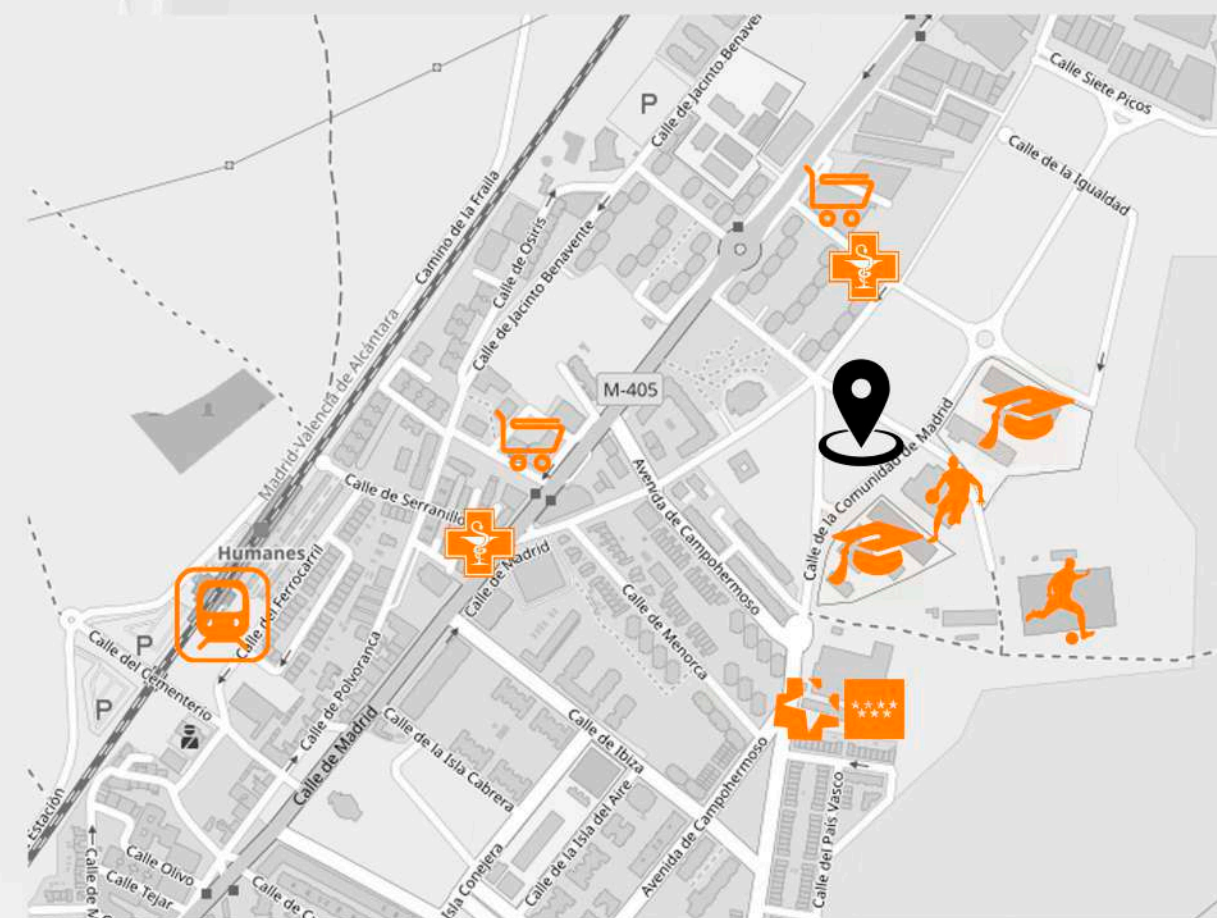 Calle de Jacinto Benavente
Calle Siete Picos
P
Calle de la Igualdad
Camino de la Fraila
Calle de Osiris
Calle de Jacinto Benavente
Madrid-Valencia de Alcántara
M-405
Calle de la Comunidad de Madrid
Avenida de Campohermoso
Calle de Serranillo
Humanes
Calle de Madrid
Calle del Ferrocarril
Calle de Menorca
P
Calle del Cementerio
Calle de Polvoranca
P
Calle de Madrid
Calle de la Isla Cabrera
Calle de Ibiza
Avenida de Campohermoso
Calle de la Isla del Aire
Calle del País Vasco
Estación
Calle Olivo
Calle Tejar
Isla Conejera